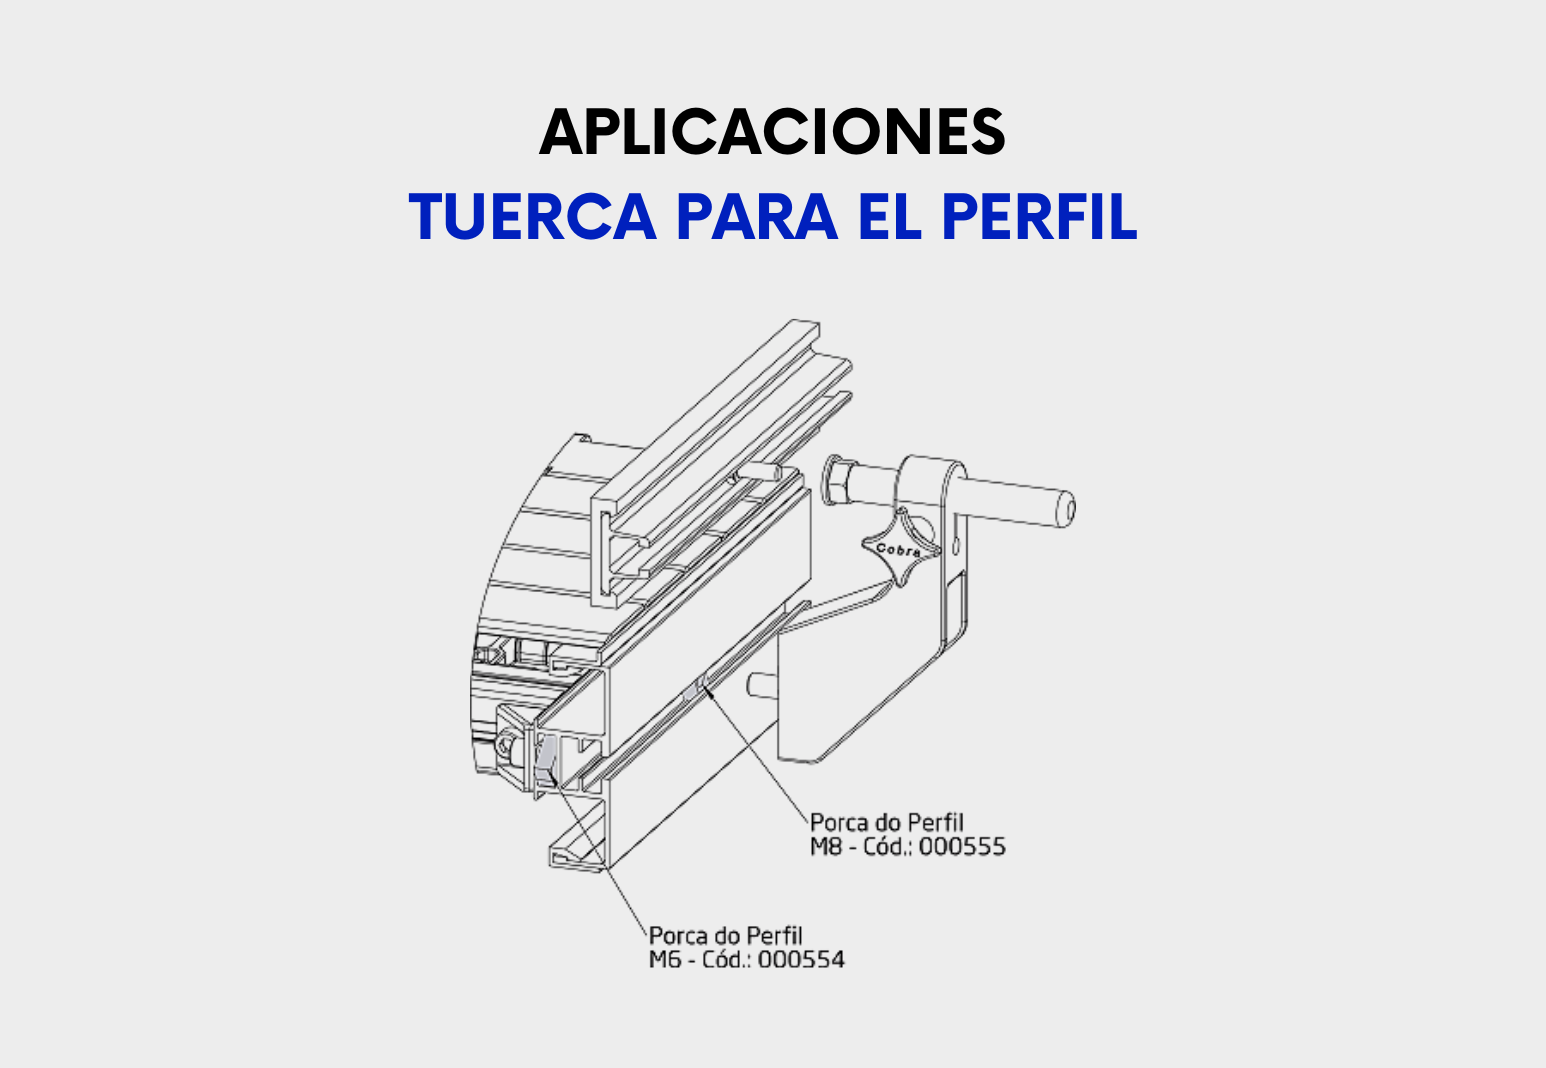 APLICACIONES
TUERCA PARA EL PERFIL
Cobra
Porca do Perfil
M8 - Cód.: 000555
Porca do Perfil
M6 - Cód.: 000554